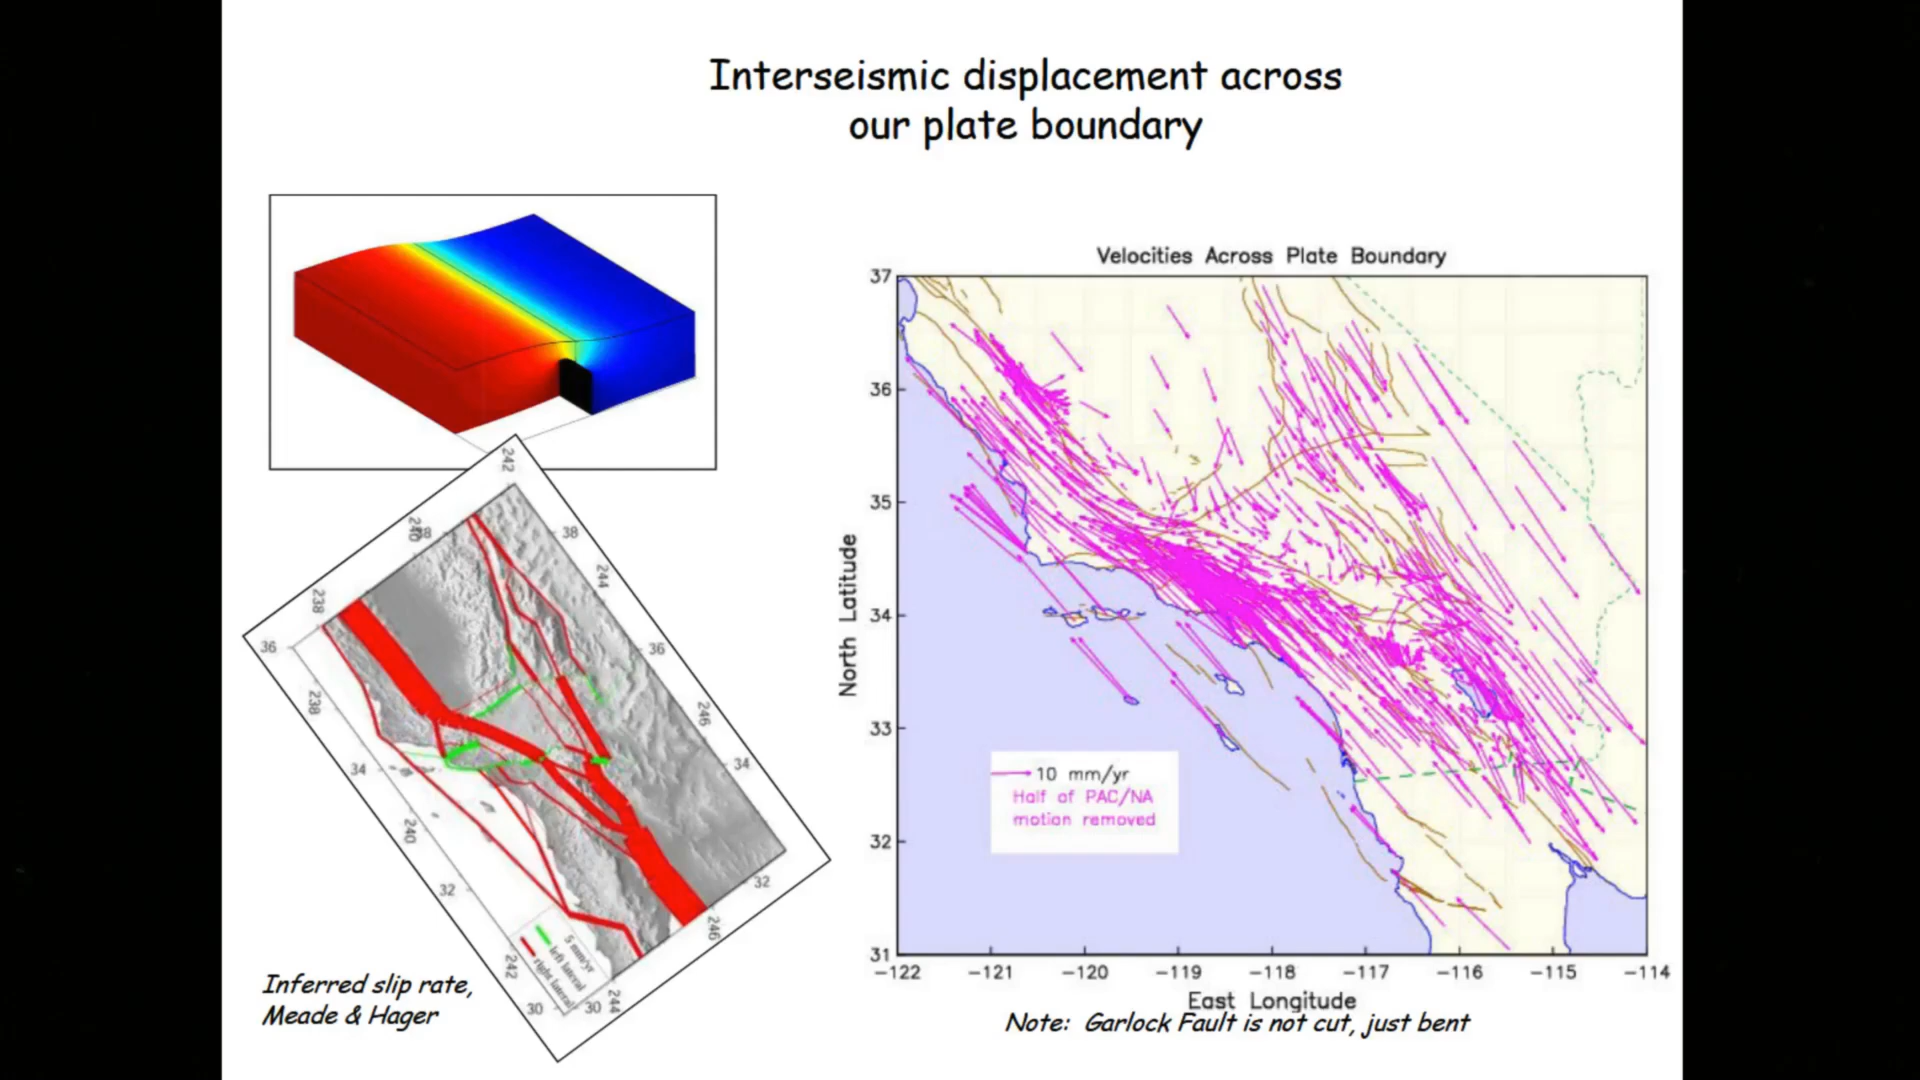 Interseismic displacement across
our plate boundary
Velocities Across Plate Boundary
37
36
35
34
33
32
31
North Latitude
-122
-121
-120
-119
-118
-117
-116
-115
-114
East Longitude
10 mm/yr
Half of PAC/NA
motion removed
Note: Garlock Fault is not cut, just bent
242
240
38
238
36
238
34
240
32
242
30
38
244
36
246
34
32
246
30
244
5 mm/yr
left lateral
right lateral
Inferred slip rate,
Meade & Hager